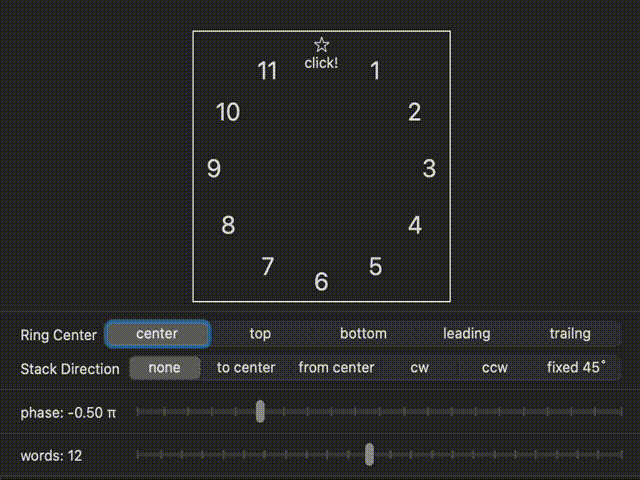 ☆
click!
11 1
10 2
9 3
8 4
7 5
6
Ring Center center top bottom leading trailng
Stack Direction none to center from center cw ccw fixed 45°
phase: -0.50 π
words: 12